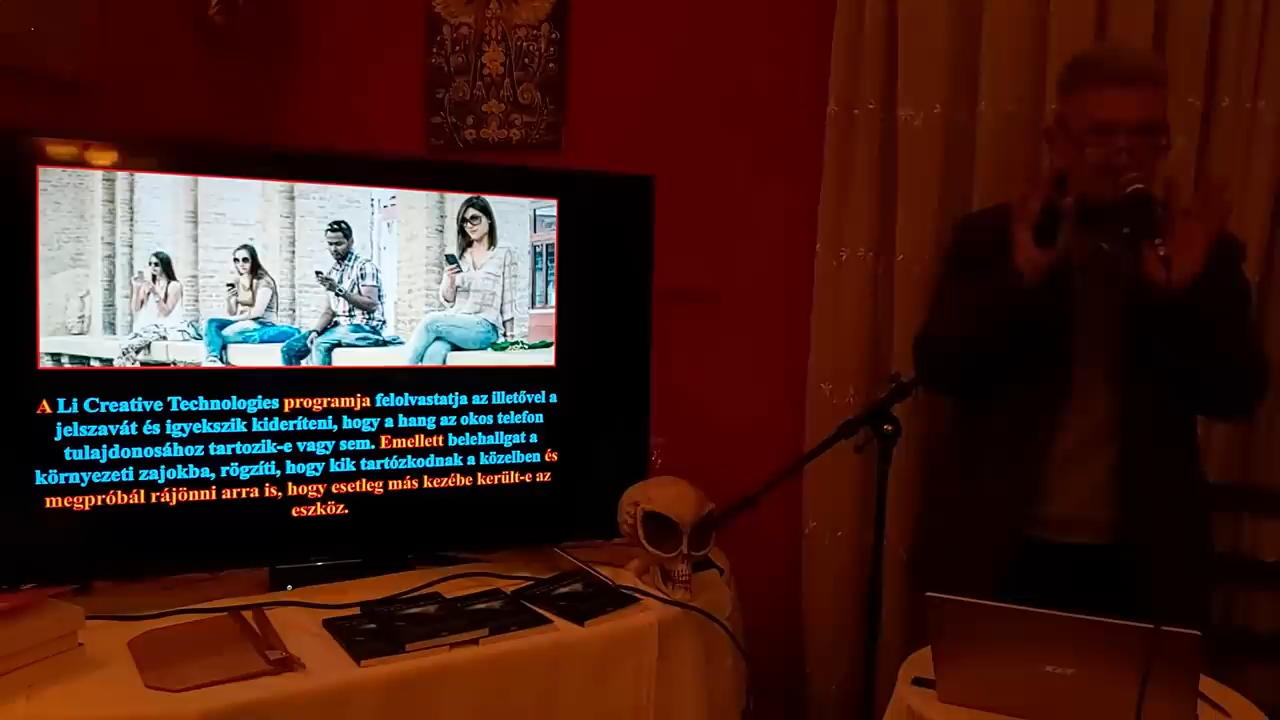 A Li Creative Technologies programja felolvastatja az illetővel a
jelszavát és igyekszik kideríteni, hogy a hang az okos telefon
tulajdonosához tartozik-e vagy sem. Emellett belehallgat a
környezeti zajokba, rögzíti, hogy kik tartózkodnak a közelben és
megpróbál rájönni arra is, hogy esetleg más kezébe került-e az
eszköz.